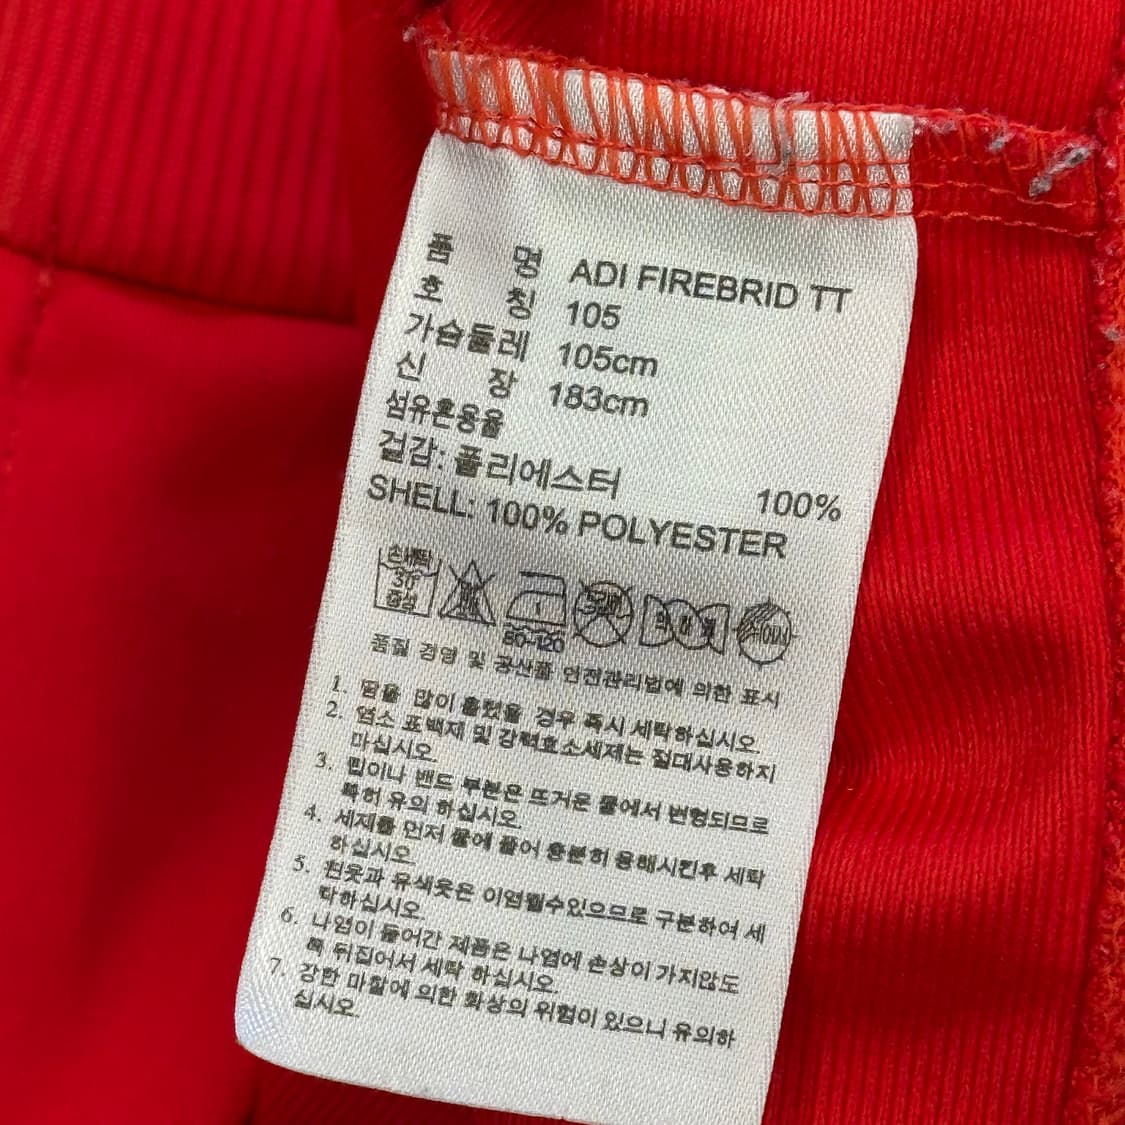 품 명 ADI FIREBRID TT
호 칭 105
가슴둘레 105cm
신 장 183cm
섬유혼용율
겉감: 폴리에스터 100%
SHELL: 100% POLYESTER
손세탁
30
중성
80~120
품질 경영 및 공산품 안전관리법에 의한 표시
1. 땀을 많이 흘렸을 경우 즉시 세탁하십시오.
2. 염소 표백제 및 강력효소세제는 절대사용하지
마십시오.
3. 립이나 밴드 부분은 뜨거운 물에서 변형되므로
특히 유의 하십시오.
4. 세제를 먼저 물에 풀어 충분히 용해시킨후 세탁
하십시오.
5. 흰옷과 유색옷은 이염될수있으므로 구분하여 세
탁하십시오.
6. 나염이 들어간 제품은 나염에 손상이 가지않도
록 뒤집어서 세탁 하십시오.
7. 강한 마찰에 의한 화상의 위험이 있으니 유의하
십시오.